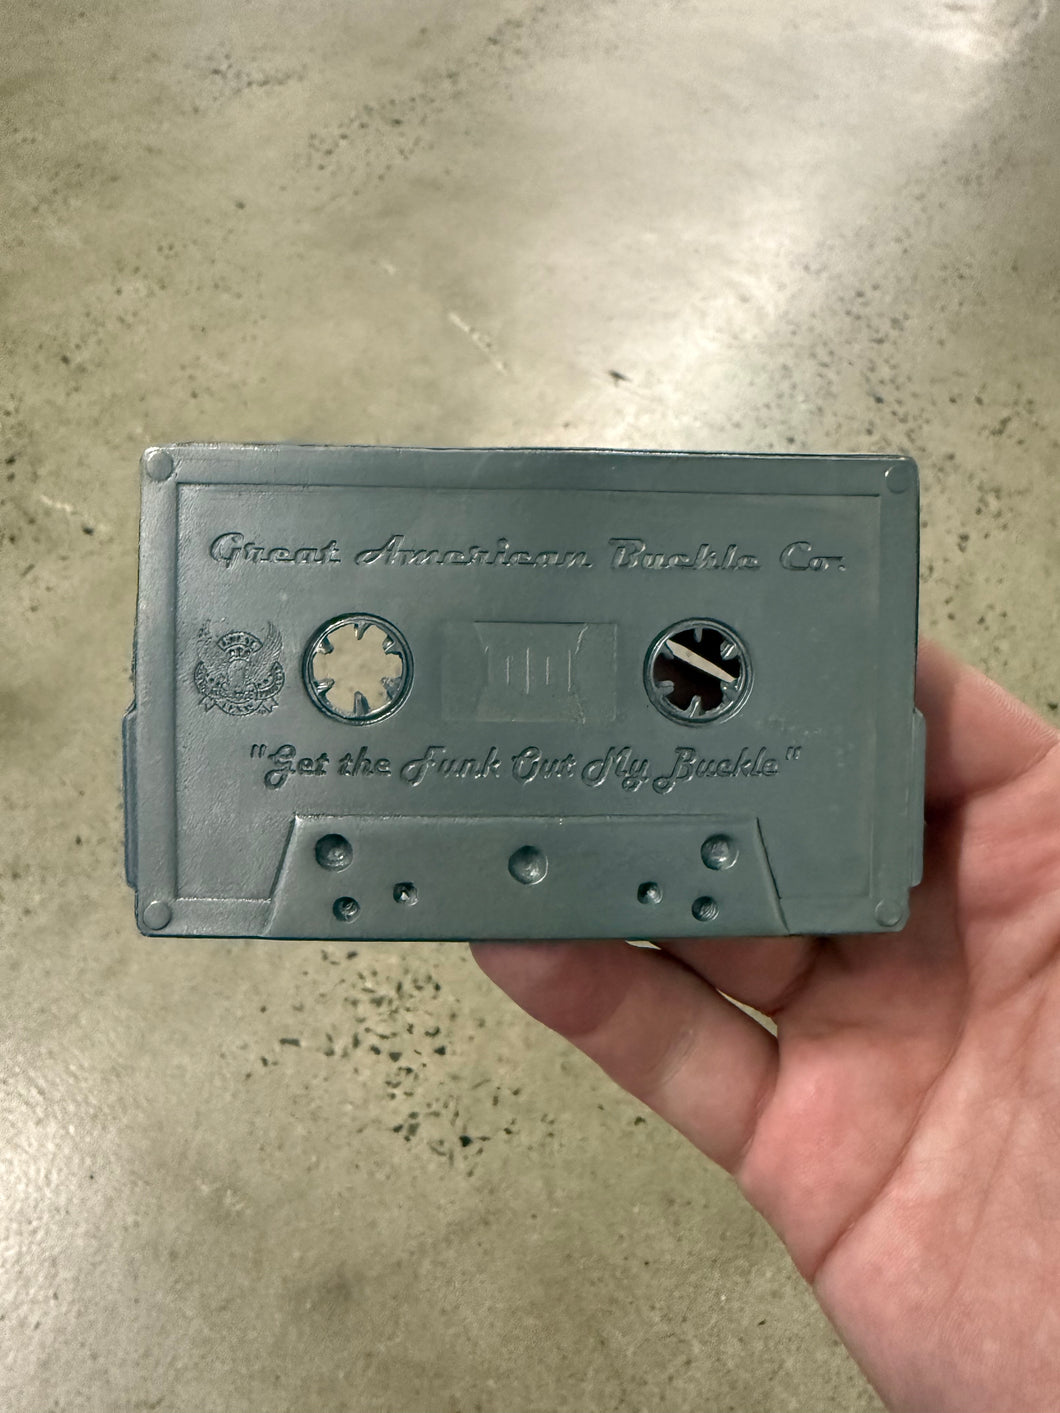 Great American Buckle Co.
"Get the Funk Out My Buckle"